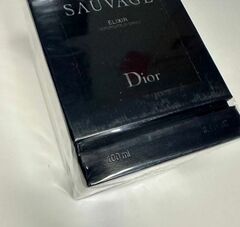 SAUVAGE
ELIXIR
Dior
100 ml